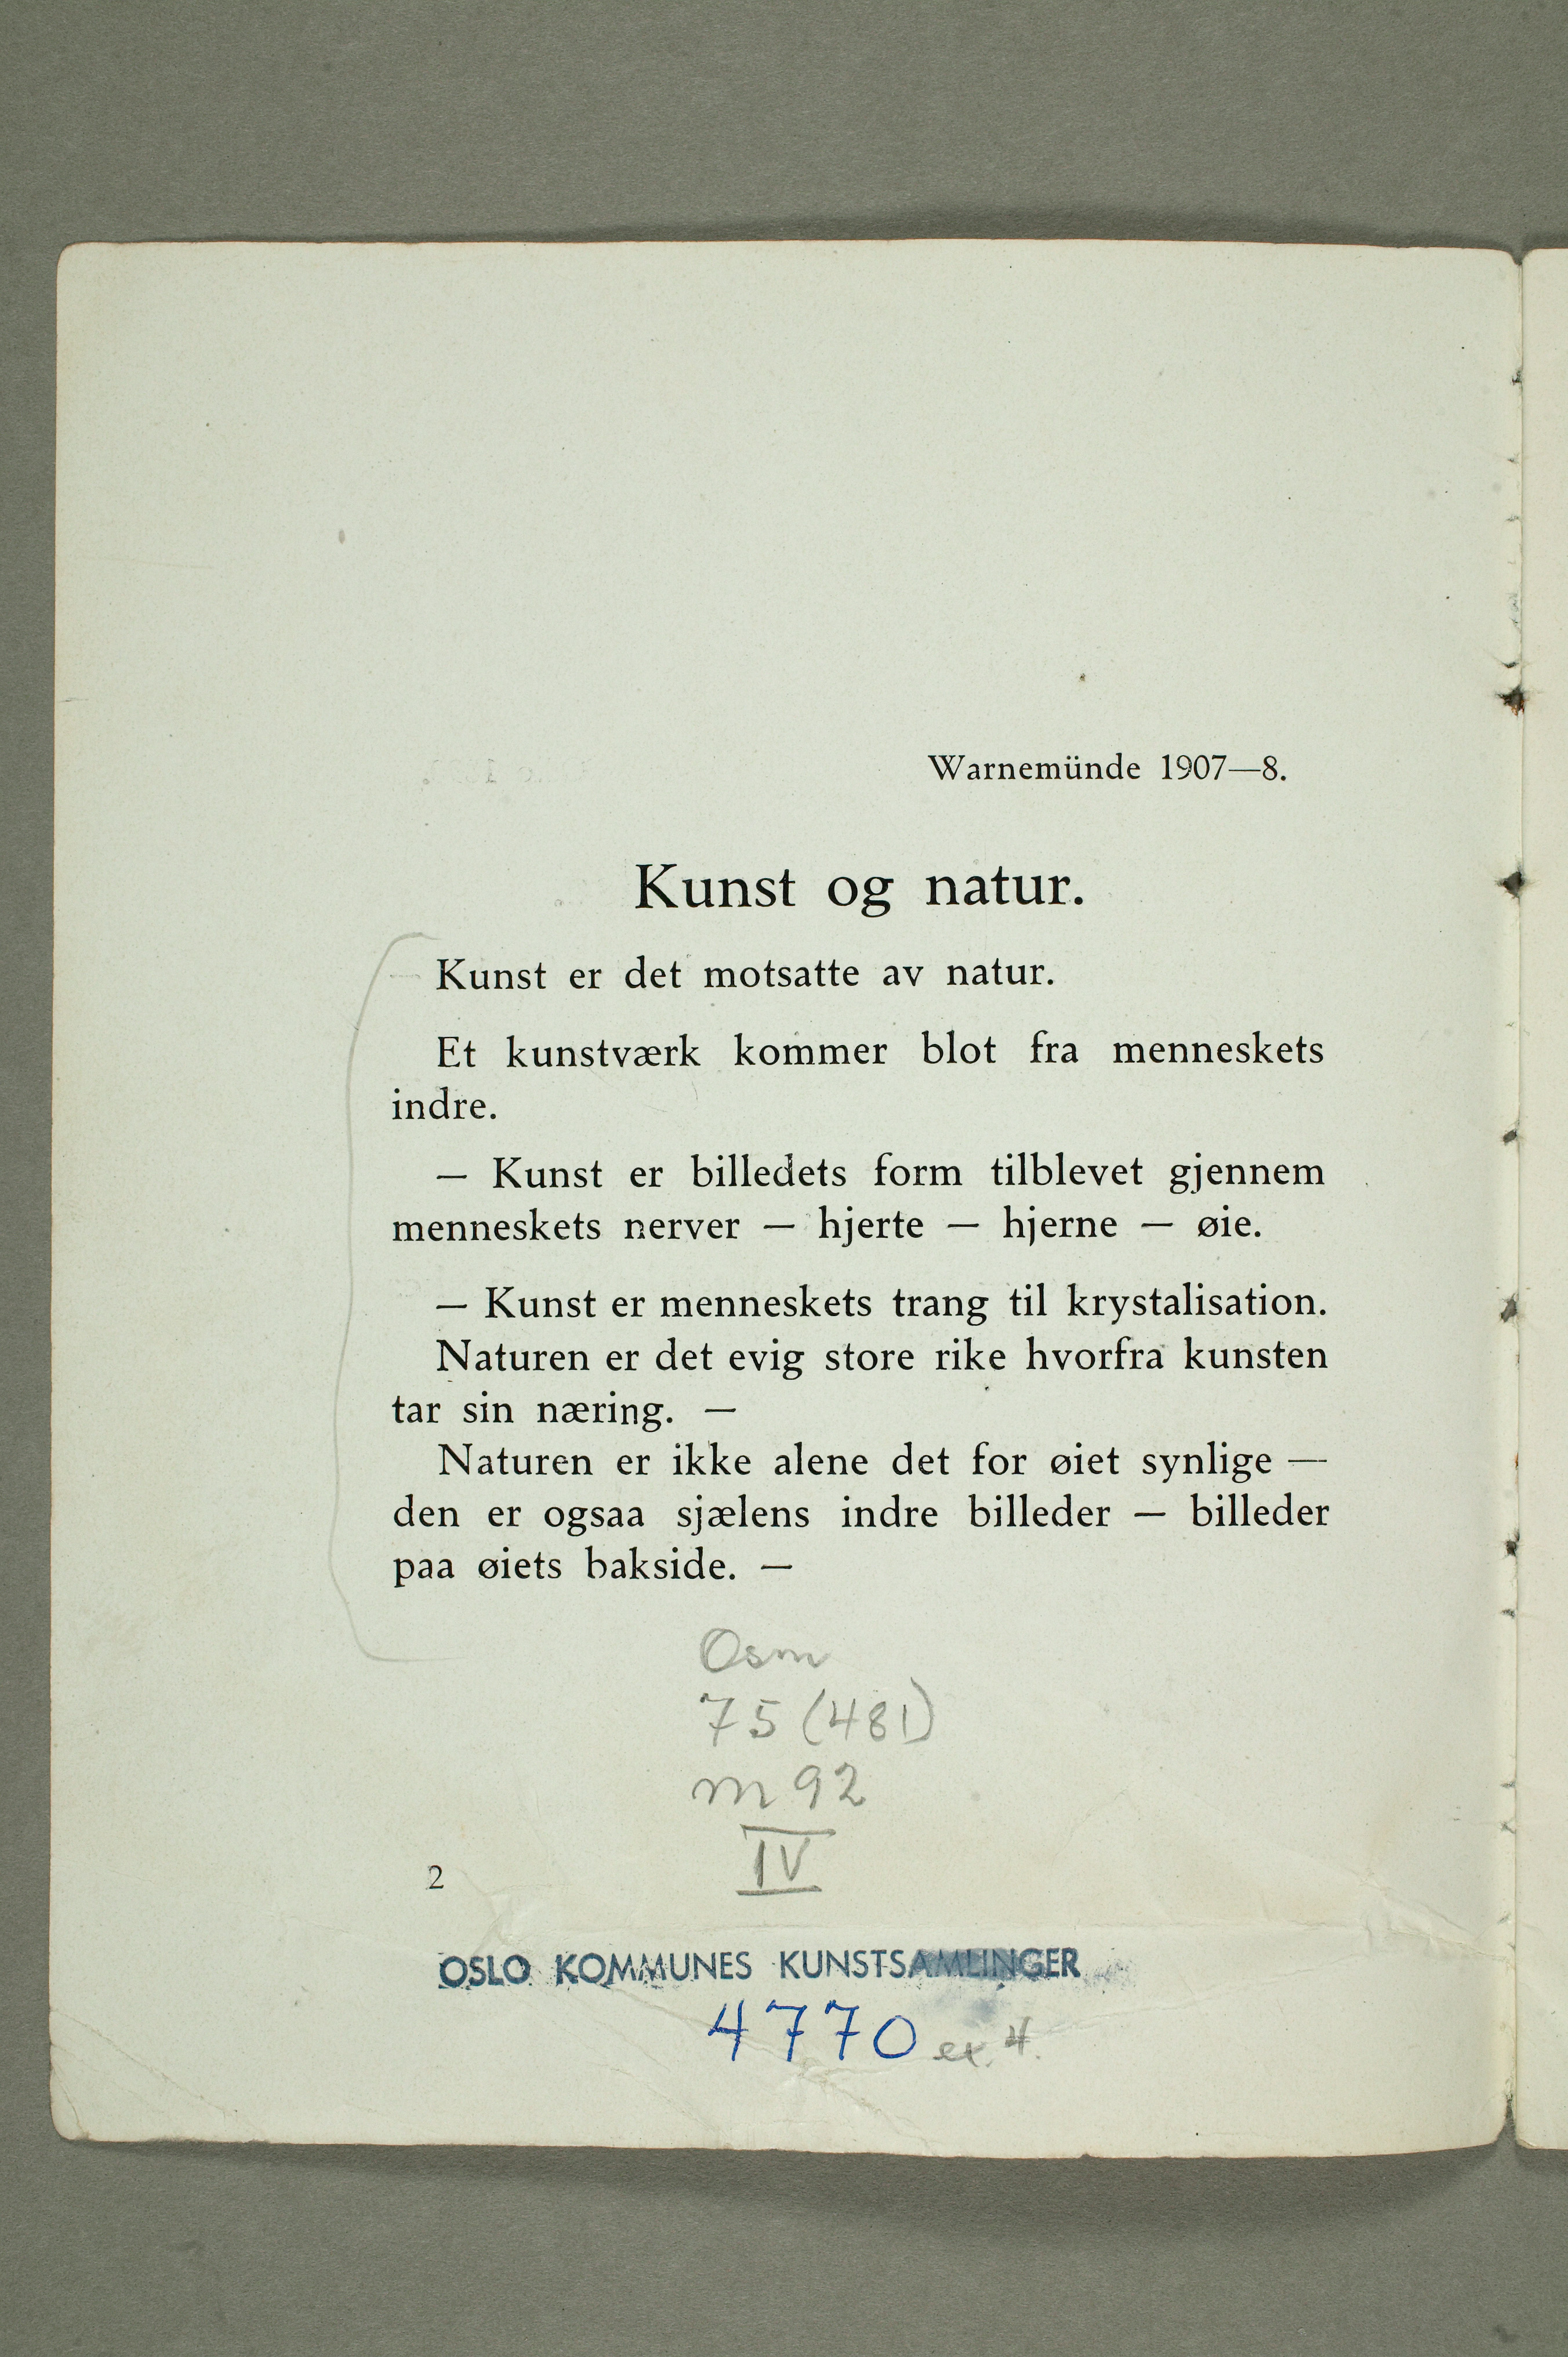 Warnemünde 1907—8.
Kunst og natur.
Kunst er det motsatte av natur.
Et kunstværk kommer blot fra menneskets
indre.
— Kunst er billedets form tilblevet gjennem
menneskets nerver — hjerte — hjerne — øie.
— Kunst er menneskets trang til krystalisation.
Naturen er det evig store rike hvorfra kunsten
tar sin næring. —
Naturen er ikke alene det for øiet synlige —
den er ogsaa sjælens indre billeder — billeder
paa øiets bakside. —
Osm
75 (481)
m 92
IV
2
OSLO KOMMUNES KUNSTSAMLINGER
4770 ex. 4.